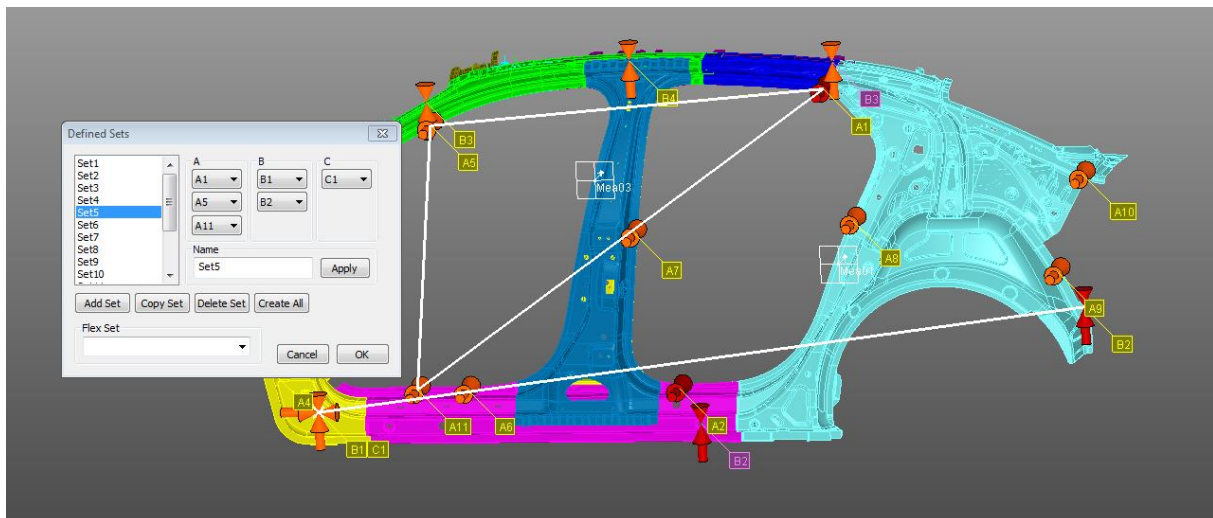 Defined Sets
Set1
Set2
Set3
Set4
Set5
Set6
Set7
Set8
Set9
Set10
A
B
C
A1
B1
C1
A5
B2
A11
Name
Set5
Apply
Add Set
Copy Set
Delete Set
Create All
Flex Set
Cancel
OK
B3
A5
B4
B3
A1
Mea03
A10
A7
A8
Mea01
A9
B2
A4
A11
A6
A2
B1
C1
B2